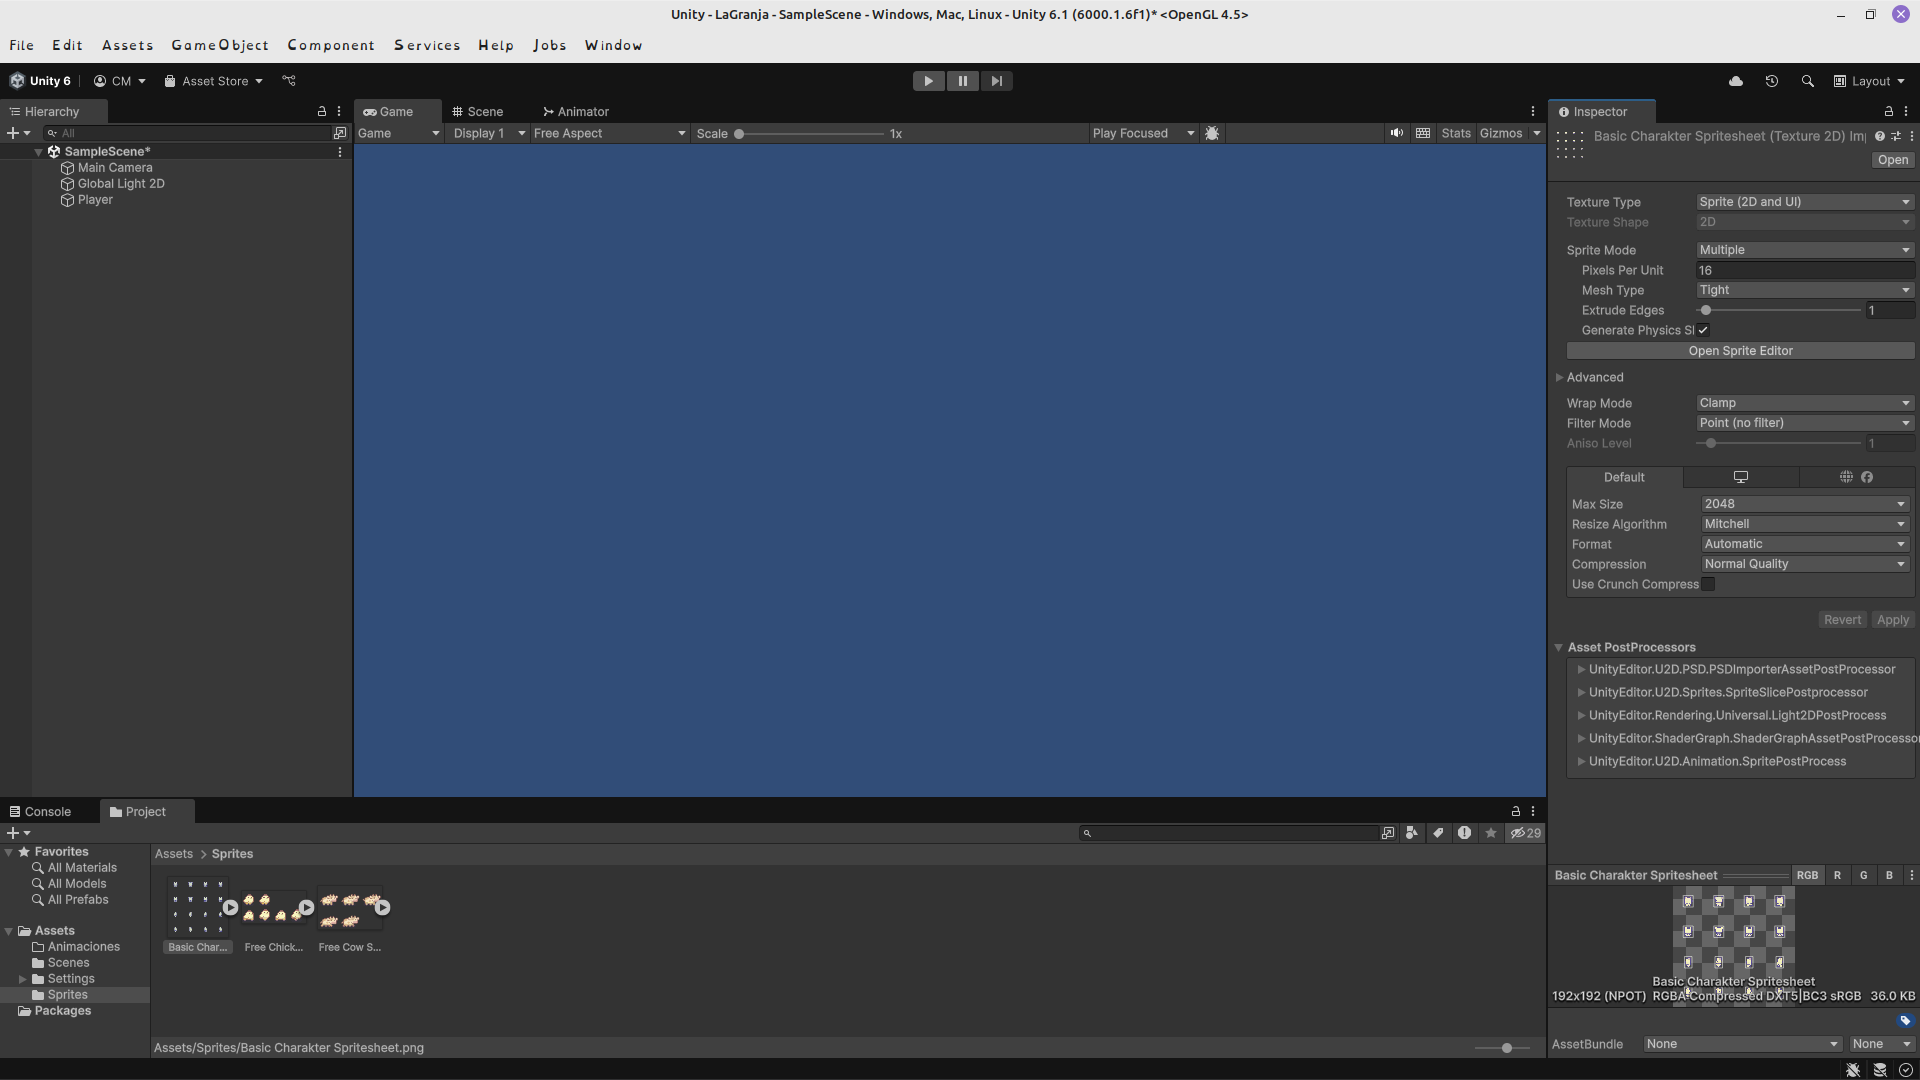 Unity - LaGranja - SampleScene - Windows, Mac, Linux - Unity 6.1 (6000.1.6f1)* <OpenGL 4.5>
File Edit Assets GameObject Component Services Help Jobs Window
Unity 6 CM Asset Store Layout
Hierarchy
All
SampleScene*
Main Camera
Global Light 2D
Player
Game Scene Animator
Game Display 1 Free Aspect Scale 1x Play Focused Stats Gizmos
Inspector
Basic Charakter Spritesheet (Texture 2D) Im
Open
Texture Type Sprite (2D and UI)
Texture Shape 2D
Sprite Mode Multiple
Pixels Per Unit 16
Mesh Type Tight
Extrude Edges 1
Generate Physics S
Open Sprite Editor
Advanced
Wrap Mode Clamp
Filter Mode Point (no filter)
Aniso Level 1
Default
Max Size 2048
Resize Algorithm Mitchell
Format Automatic
Compression Normal Quality
Use Crunch Compress
Revert Apply
Asset PostProcessors
UnityEditor.U2D.PSD.PSDImporterAssetPostProcessor
UnityEditor.U2D.Sprites.SpriteSlicePostprocessor
UnityEditor.Rendering.Universal.Light2DPostProcess
UnityEditor.ShaderGraph.ShaderGraphAssetPostProcessor
UnityEditor.U2D.Animation.SpritePostProcess
Console Project
29
Favorites
All Materials
All Models
All Prefabs
Assets
Animaciones
Scenes
Settings
Sprites
Packages
Assets > Sprites
Basic Char... Free Chick... Free Cow S...
Assets/Sprites/Basic Charakter Spritesheet.png
Basic Charakter Spritesheet RGB R G B
Basic Charakter Spritesheet
192x192 (NPOT) RGBA Compressed DXT5|BC3 sRGB 36.0 KB
AssetBundle None None